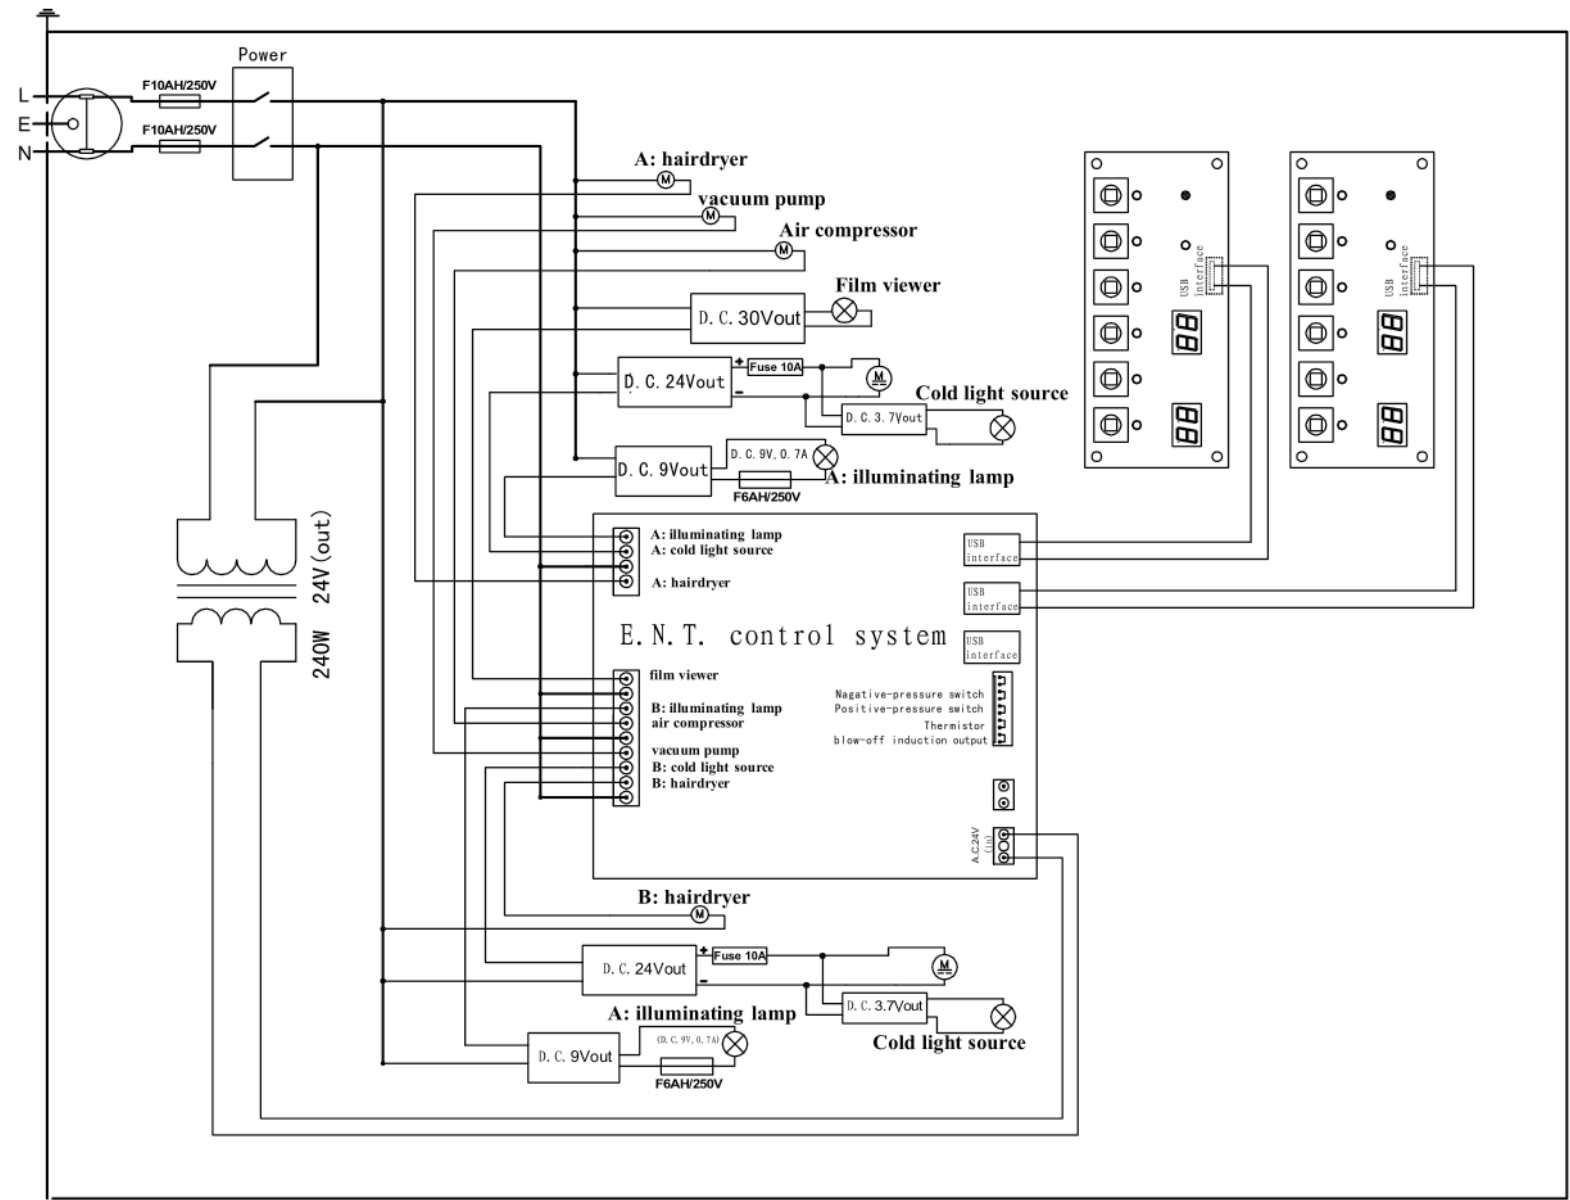 Power
F10AH/250V
L
E
F10AH/250V
N
A: hairdryer
M
vacuum pump
M
Air compressor
M
Film viewer
D.C. 30Vout
D.C. 24Vout
+
Fuse 10A
M
-
Cold light source
D.C. 3.7Vout
D.C. 9Vout
D.C. 9V, 0.7A
A: illuminating lamp
F6AH/250V
USB
interface
88
88
USB
interface
88
88
24V(out)
240W
A: illuminating lamp
A: cold light source
A: hairdryer
USB
interface
USB
interface
E.N.T. control system
USB
interface
film viewer
B: illuminating lamp
air compressor
vacuum pump
B: cold light source
B: hairdryer
Nagative-pressure switch
Positive-pressure switch
Thermistor
blow-off induction output
A.C.24V
(in)
B: hairdryer
M
D.C. 24Vout
+
Fuse 10A
M
-
D.C. 3.7Vout
Cold light source
A: illuminating lamp
D.C. 9Vout
(D.C. 9V, 0.7A)
F6AH/250V